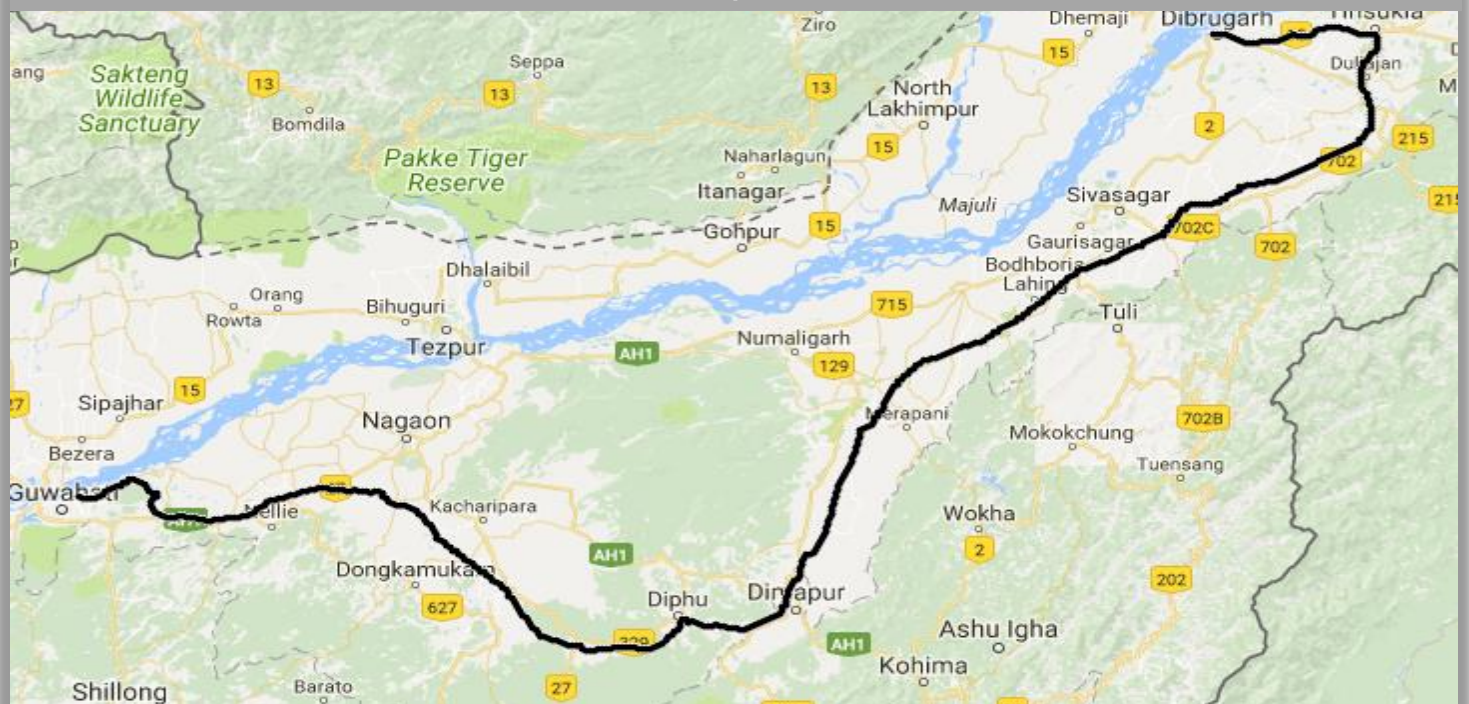 Ziro
Dhemaji
Dibrugarh
15
Sakteng
Wildlife
Sanctuary
13
Seppa
13
13
Duliajan
Bomdila
North
Lakhimpur
2
15
702
215
Pakke Tiger
Reserve
Naharlagun
Itanagar
Sivasagar
Majuli
15
Gohpur
702C
702
Gaurisagar
Dhalaibil
Bodhboria
Lahing
Orang
Rowta
Bihuguri
715
Tuli
Tezpur
AH1
Numaligarh
129
15
27
Sipajhar
Nagaon
Merapani
702B
Mokokchung
Bezera
Tuensang
Guwahati
AH1
Nellie
Kacharipara
Wokha
2
AH1
Dongkamukam
627
Diphu
Dimapur
202
329
AH1
Ashu Igha
Kohima
Shillong
Barato
27